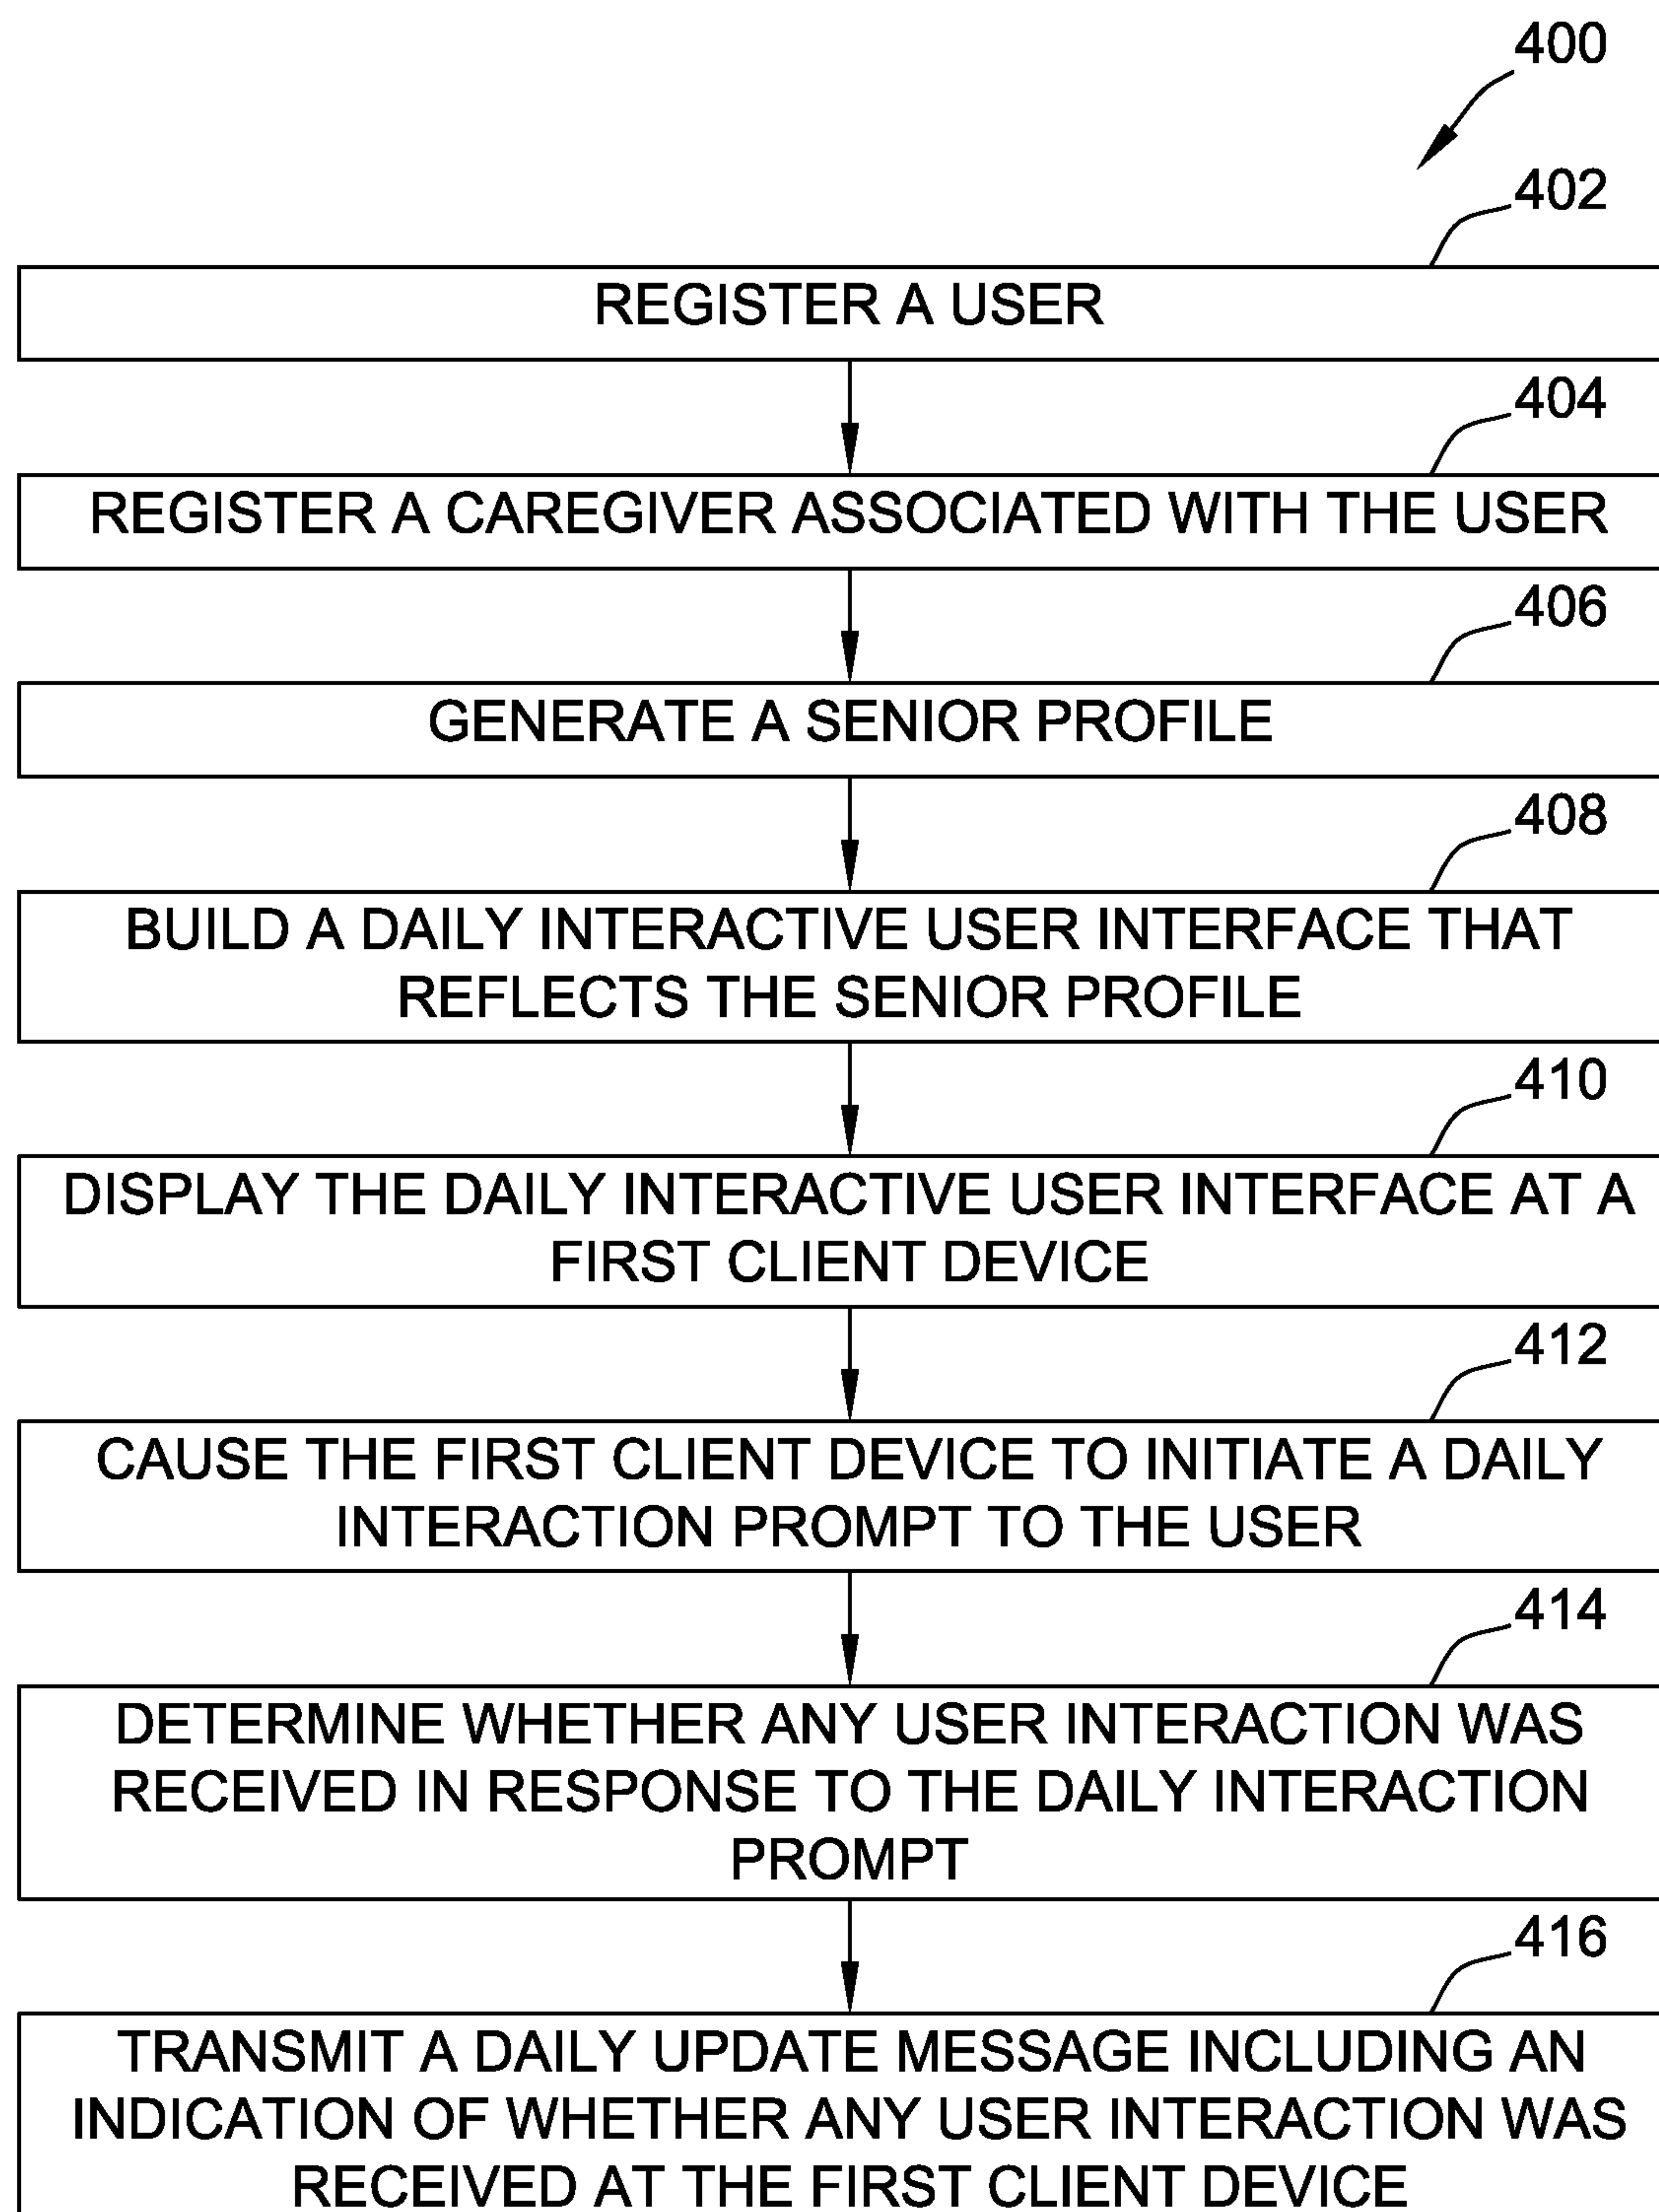 400
402
REGISTER A USER
404
REGISTER A CAREGIVER ASSOCIATED WITH THE USER
406
GENERATE A SENIOR PROFILE
408
BUILD A DAILY INTERACTIVE USER INTERFACE THAT
REFLECTS THE SENIOR PROFILE
410
DISPLAY THE DAILY INTERACTIVE USER INTERFACE AT A
FIRST CLIENT DEVICE
412
CAUSE THE FIRST CLIENT DEVICE TO INITIATE A DAILY
INTERACTION PROMPT TO THE USER
414
DETERMINE WHETHER ANY USER INTERACTION WAS
RECEIVED IN RESPONSE TO THE DAILY INTERACTION
PROMPT
416
TRANSMIT A DAILY UPDATE MESSAGE INCLUDING AN
INDICATION OF WHETHER ANY USER INTERACTION WAS
RECEIVED AT THE FIRST CLIENT DEVICE